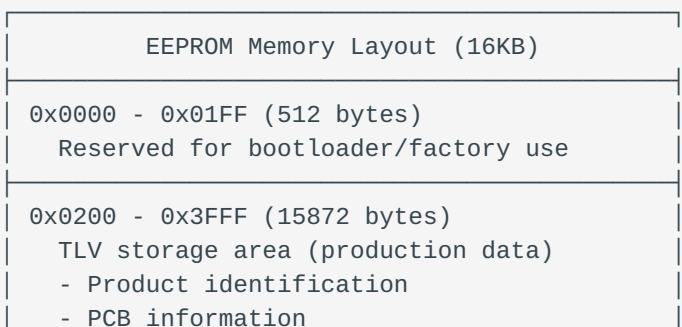 EEPROM Memory Layout (16KB)
0x0000 - 0x01FF (512 bytes)
Reserved for bootloader/factory use
0x0200 - 0x3FFF (15872 bytes)
TLV storage area (production data)
- Product identification
- PCB information